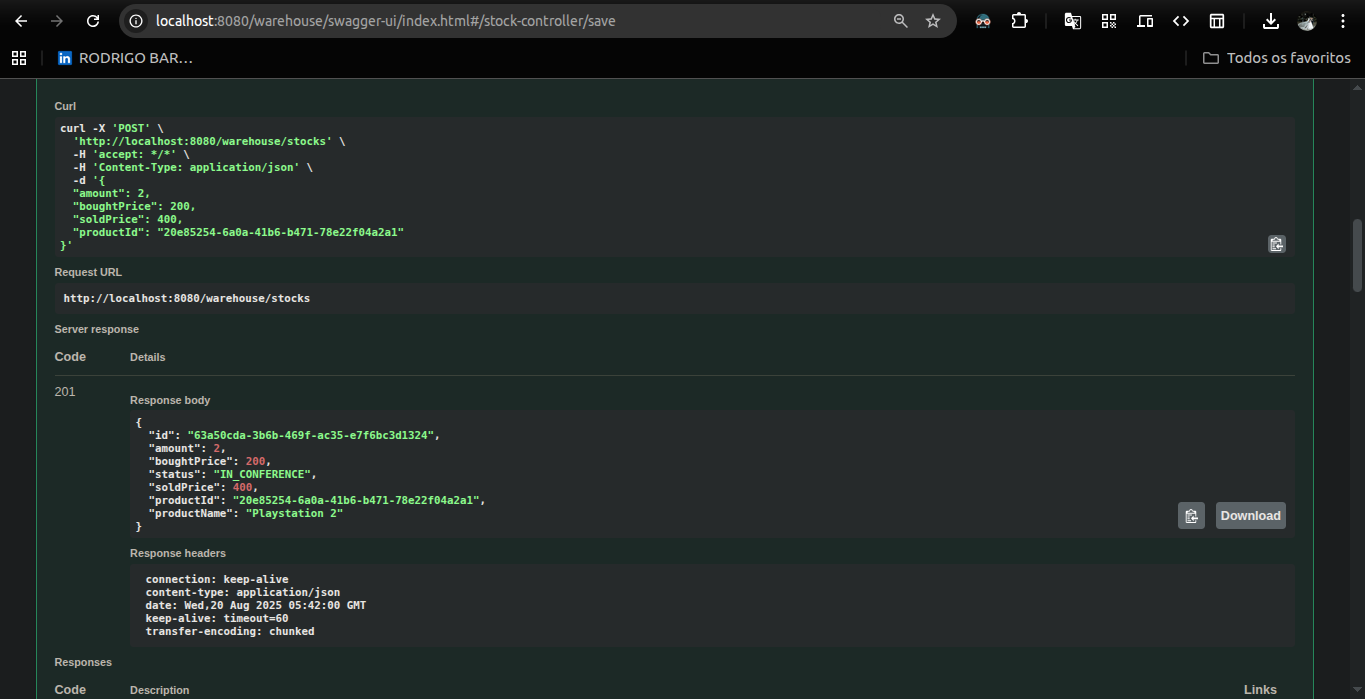 localhost:8080/warehouse/swagger-ui/index.html#/stock-controller/save
in RODRIGO BAR...
Todos os favoritos
Curl
curl -X 'POST' \
'http://localhost:8080/warehouse/stocks' \
-H 'accept: */*' \
-H 'Content-Type: application/json' \
-d '{
"amount": 2,
"boughtPrice": 200,
"soldPrice": 400,
"productId": "20e85254-6a0a-41b6-b471-78e22f04a2a1"
}'
Request URL
http://localhost:8080/warehouse/stocks
Server response
Code Details
201
Response body
{
"id": "63a50cda-3b6b-469f-ac35-e7f6bc3d1324",
"amount": 2,
"boughtPrice": 200,
"status": "IN_CONFERENCE",
"soldPrice": 400,
"productId": "20e85254-6a0a-41b6-b471-78e22f04a2a1",
"productName": "Playstation 2"
}
Download
Response headers
connection: keep-alive
content-type: application/json
date: Wed,20 Aug 2025 05:42:00 GMT
keep-alive: timeout=60
transfer-encoding: chunked
Responses
Code Description Links